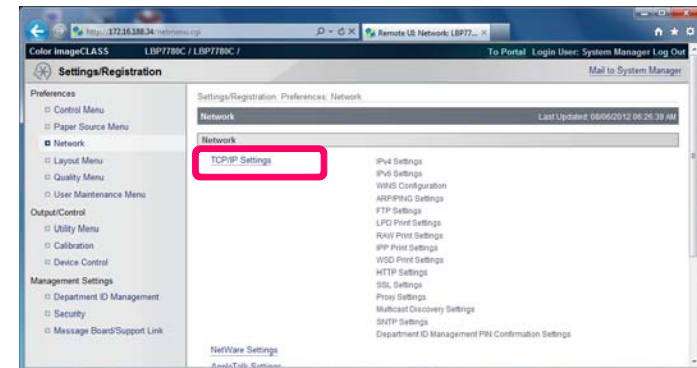 http://172.16.188.34/netmenu.cgi
Remote UI: Network: LBP77...
Color imageCLASS LBP7780C / LBP7780C /
To Portal Login User: System Manager Log Out
Settings/Registration
Mail to System Manager
Preferences
Control Menu
Paper Source Menu
Network
Layout Menu
Quality Menu
User Maintenance Menu
Output/Control
Utility Menu
Calibration
Device Control
Management Settings
Department ID Management
Security
Message Board/Support Link
Settings/Registration: Preferences: Network
Network
Last Updated: 08/06/2012 06:26:39 AM
Network
TCP/IP Settings
IPv4 Settings
IPv6 Settings
WINS Configuration
ARP/PING Settings
FTP Settings
LPD Print Settings
RAW Print Settings
IPP Print Settings
WSD Print Settings
HTTP Settings
SSL Settings
Proxy Settings
Multicast Discovery Settings
SNTP Settings
Department ID Management PIN Confirmation Settings
NetWare Settings
AppleTalk Settings